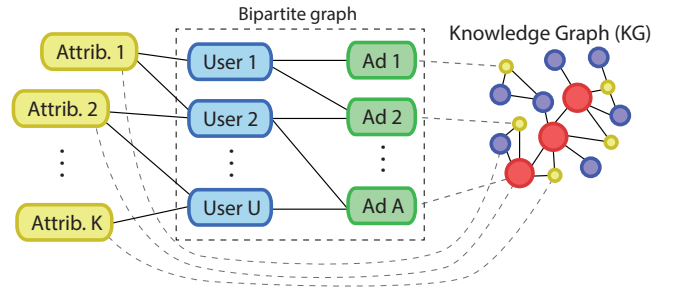 Bipartite graph
Knowledge Graph (KG)
Attrib. 1
User 1
Ad 1
Attrib. 2
User 2
Ad 2
Attrib. K
User U
Ad A